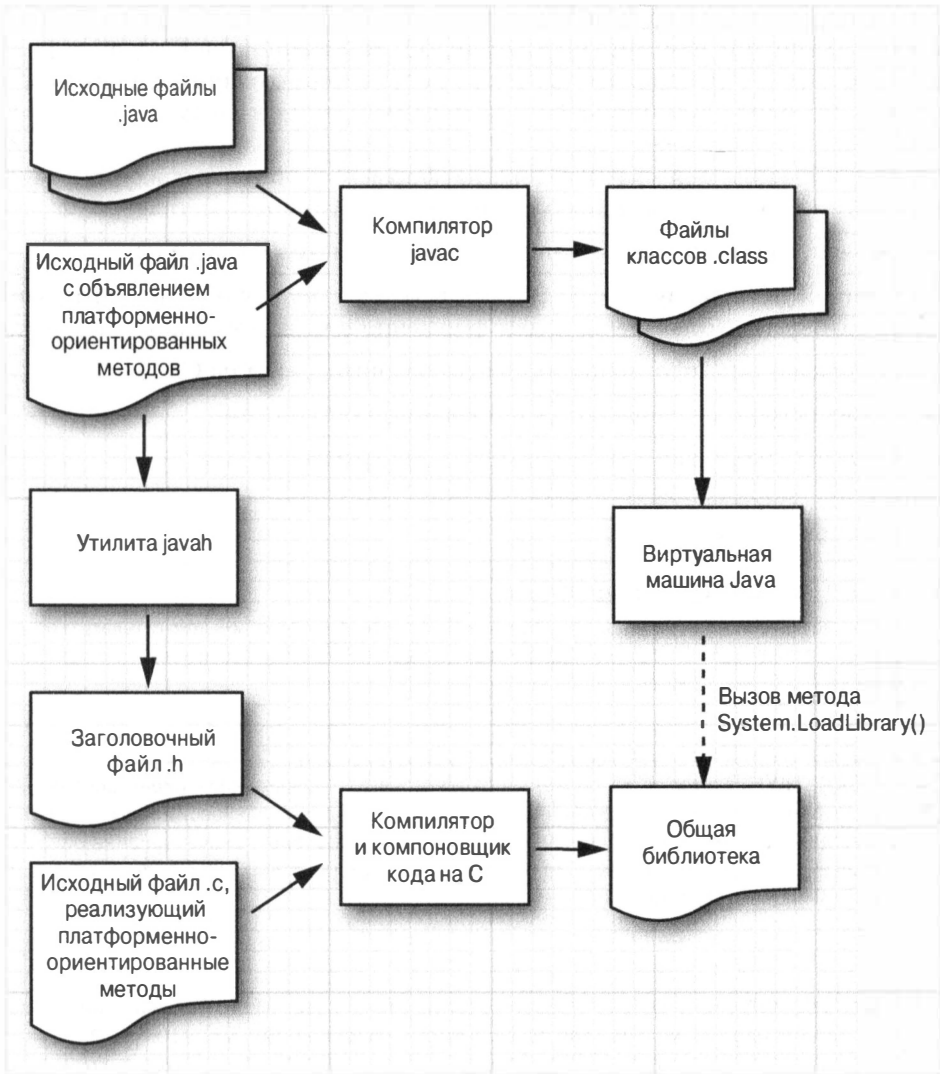 Исходные файлы
.java
Компилятор
javac
Файлы
классов .class
Исходный файл .java
с объявлением
платформенно-
ориентированных
методов
Утилита javah
Виртуальная
машина Java
Вызов метода
System.LoadLibrary()
Заголовочный
файл .h
Компилятор
и компоновщик
кода на С
Общая
библиотека
Исходный файл .c,
реализующий
платформенно-
ориентированные
методы